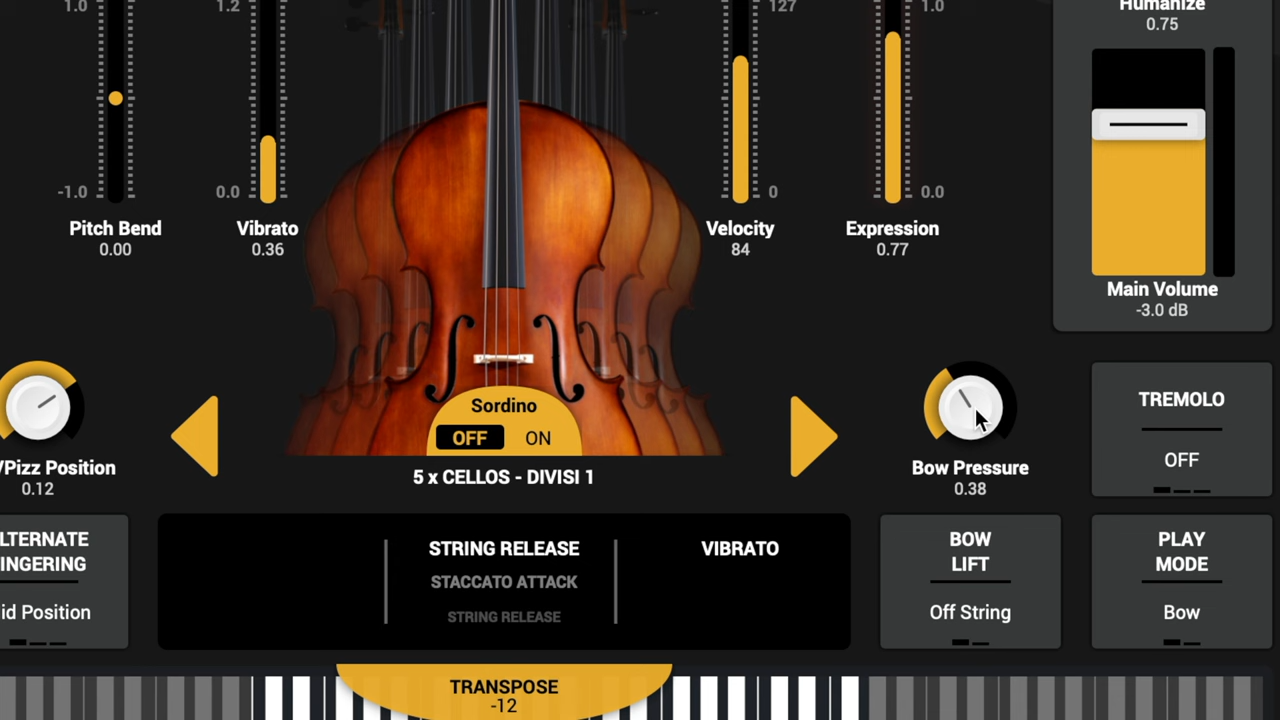 1.0
1.2
127
1.0
Humanize
0.75
-1.0
0.0
0
0.0
Pitch Bend
0.00
Vibrato
0.36
Velocity
84
Expression
0.77
Main Volume
-3.0 dB
Sordino
OFF ON
5 x CELLOS - DIVISI 1
/Pizz Position
0.12
Bow Pressure
0.38
TREMOLO
OFF
LTERNATE
INGERING
id Position
STRING RELEASE
STACCATO ATTACK
STRING RELEASE
VIBRATO
BOW
LIFT
Off String
PLAY
MODE
Bow
TRANSPOSE
-12